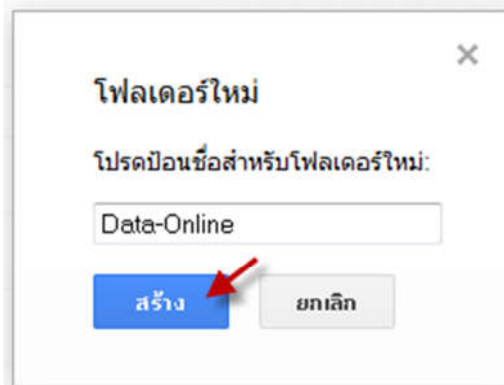 โฟลเดอร์ใหม่
โปรดป้อนชื่อสำหรับโฟลเดอร์ใหม่:
Data-Online
สร้าง
ยกเลิก